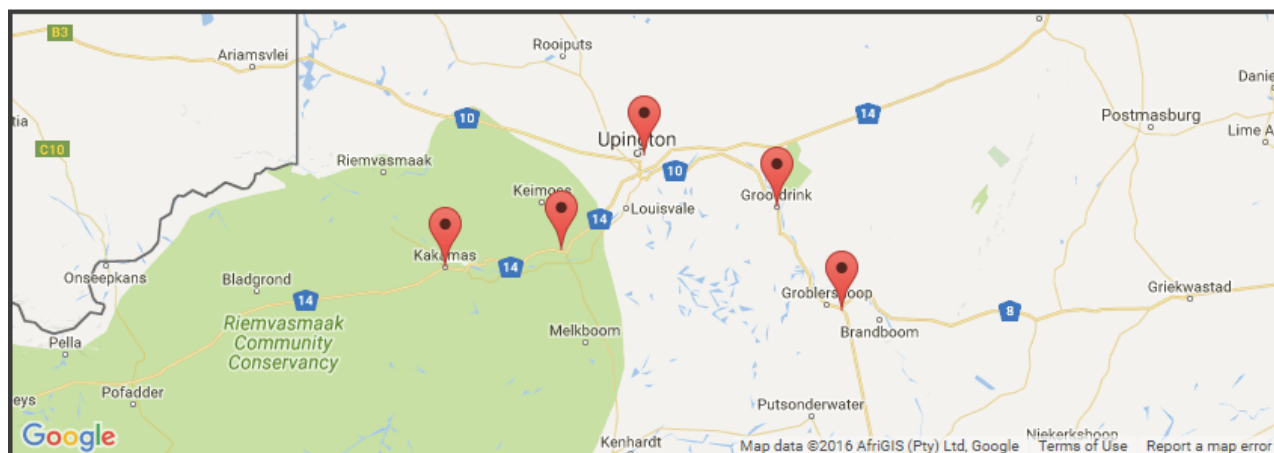 B3
Rooiputs
Ariamsvlei
Danie
tia
10
14
Postmasburg
Lime A
C10
Upington
Riemvasmaak
10
Keimoes
Grootdrink
14
Louisvale
Kakamas
14
Onseepkans
Bladgrond
14
Groblershoop
Griekwastad
8
Brandboom
Riemvasmaak
Community
Conservancy
Melkboom
Pella
Pofadder
eys
Putsonderwater
Google
Kenhardt
Niekerkshoop
Map data ©2016 AfriGIS (Pty) Ltd, Google
Terms of Use
Report a map error